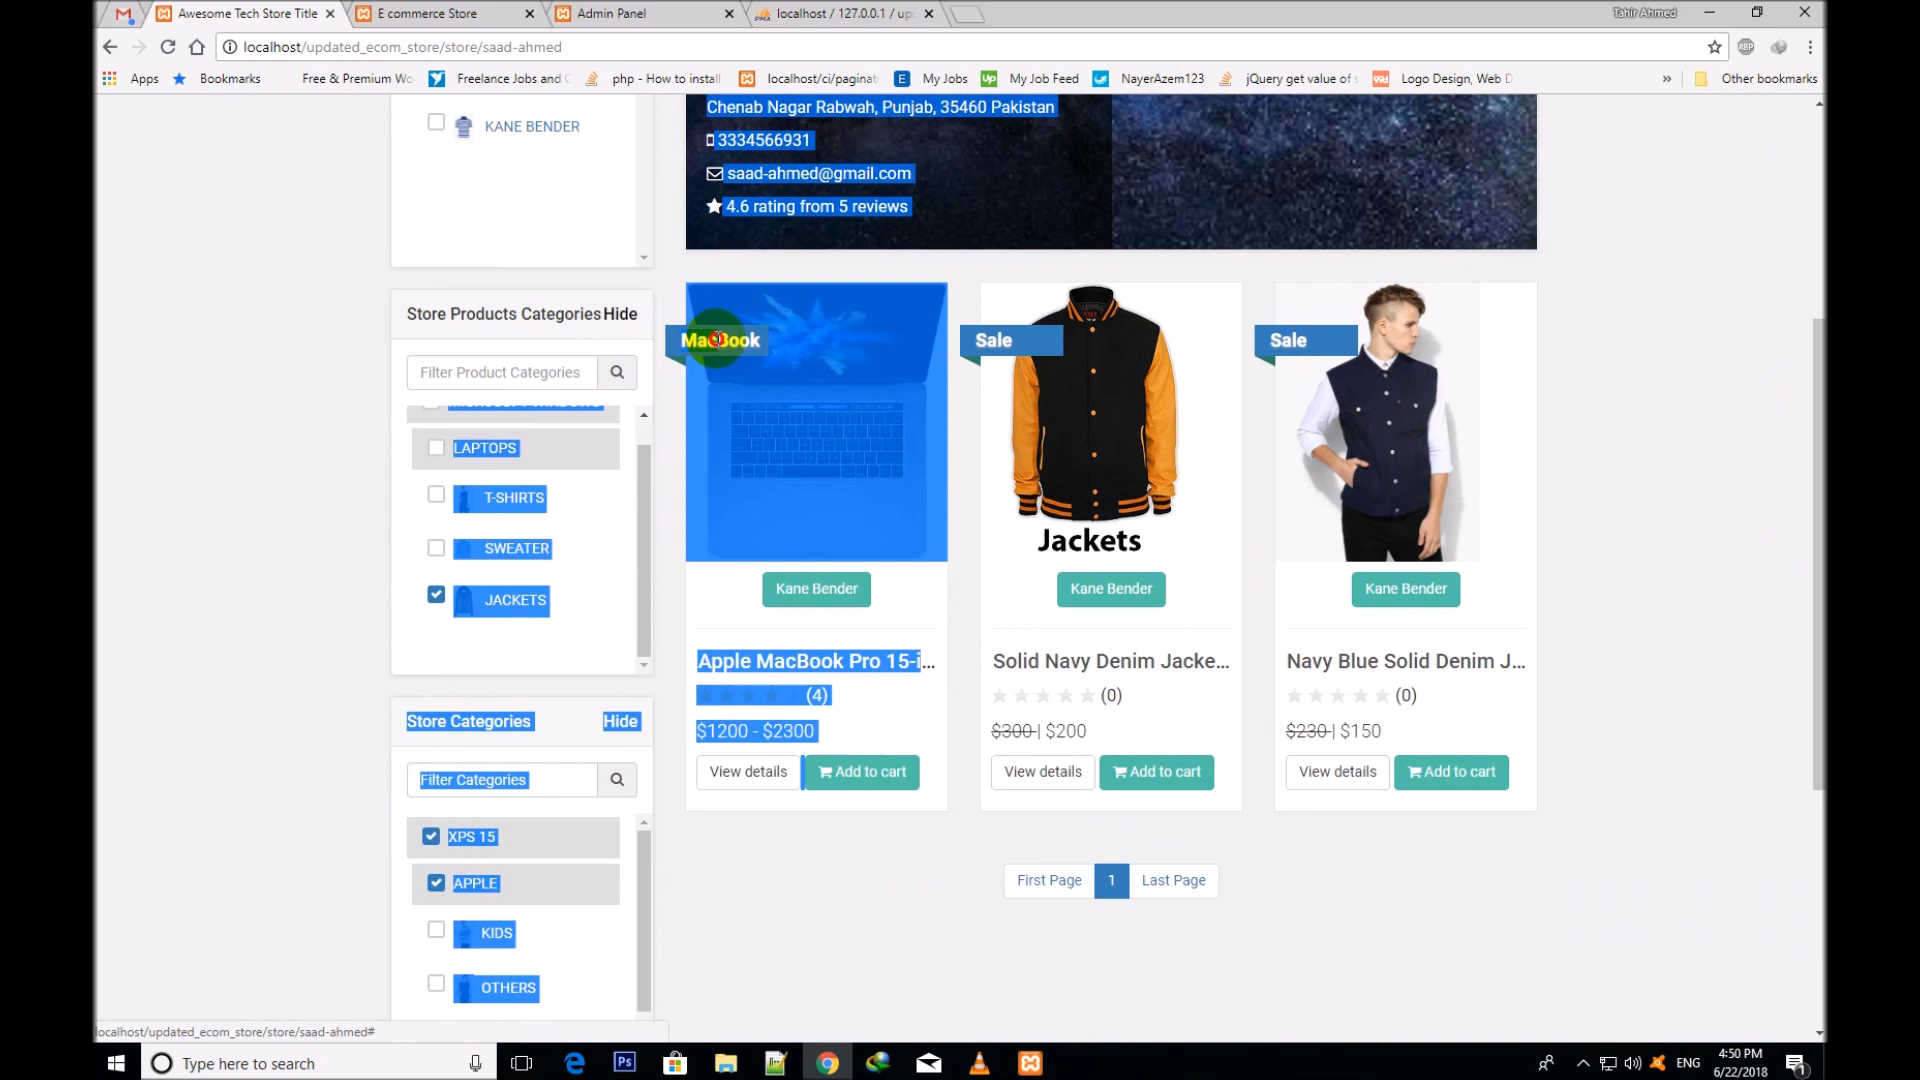 Awesome Tech Store Title
E commerce Store
Admin Panel
localhost / 127.0.0.1 / up
Tahir Ahmed
localhost/updated_ecom_store/store/saad-ahmed
Apps
Bookmarks
Free & Premium Wo
Freelance Jobs and
php - How to install
localhost/ci/paginati
My Jobs
My Job Feed
NayerAzem123
jQuery get value of
Logo Design, Web D
»
Other bookmarks
KANE BENDER
Chenab Nagar Rabwah, Punjab, 35460 Pakistan
3334566931
saad-ahmed@gmail.com
4.6 rating from 5 reviews
Store Products Categories Hide
Filter Product Categories
LAPTOPS
T-SHIRTS
SWEATER
JACKETS
Store Categories Hide
Filter Categories
XPS 15
APPLE
KIDS
OTHERS
MacBook
Kane Bender
Apple MacBook Pro 15-i...
(4)
$1200 - $2300
View details
Add to cart
Sale
Jackets
Kane Bender
Solid Navy Denim Jacke...
(0)
$300 | $200
View details
Add to cart
Sale
Kane Bender
Navy Blue Solid Denim J...
(0)
$230 | $150
View details
Add to cart
First Page 1 Last Page
localhost/updated_ecom_store/store/saad-ahmed#
Type here to search
ENG
4:50 PM
6/22/2018